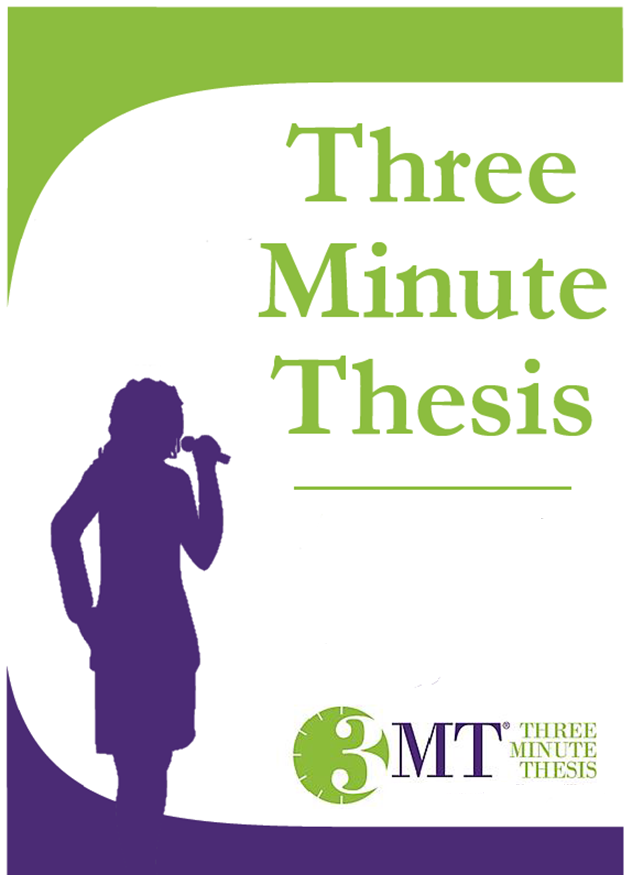 Three
Minute
Thesis
3MT® THREE
MINUTE
THESIS